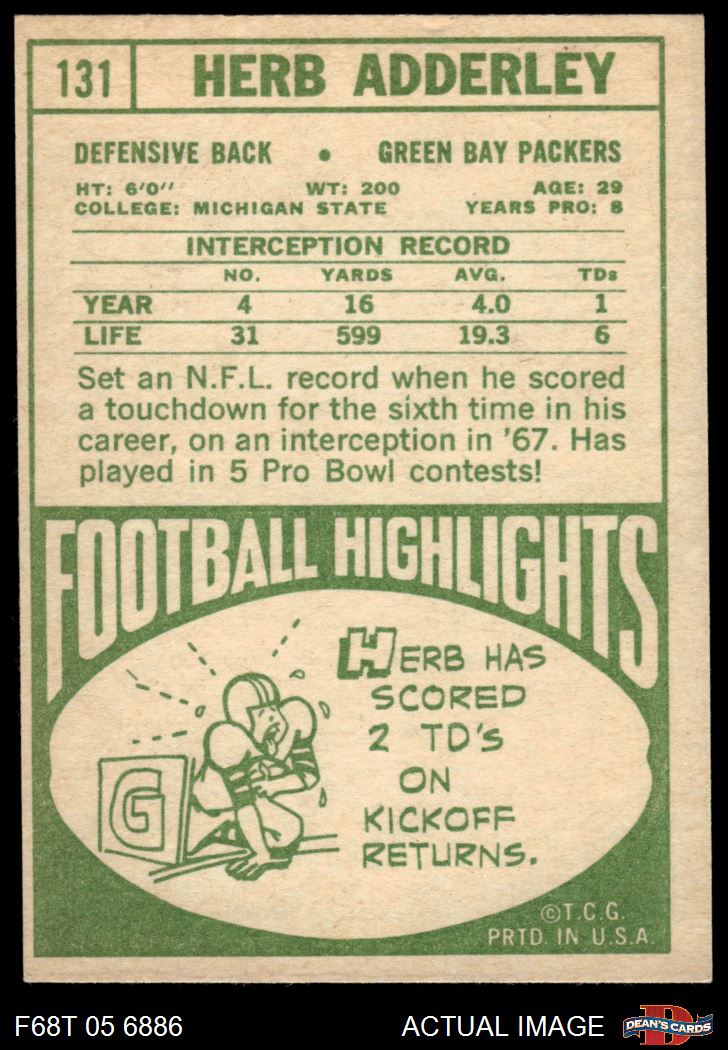 131 HERB ADDERLEY
DEFENSIVE BACK • GREEN BAY PACKERS
HT: 6'0" WT: 200 AGE: 29
COLLEGE: MICHIGAN STATE YEARS PRO: 8
INTERCEPTION RECORD
NO. YARDS AVG. TDs
YEAR 4 16 4.0 1
LIFE 31 599 19.3 6
Set an N.F.L. record when he scored
a touchdown for the sixth time in his
career, on an interception in '67. Has
played in 5 Pro Bowl contests!
FOOTBALL HIGHLIGHTS
HERB HAS
SCORED
2 TD'S
ON
KICKOFF
RETURNS.
G
©T.C.G.
PRTD. IN U.S.A.
F68T 05 6886 ACTUAL IMAGE D DEAN'S CARDS